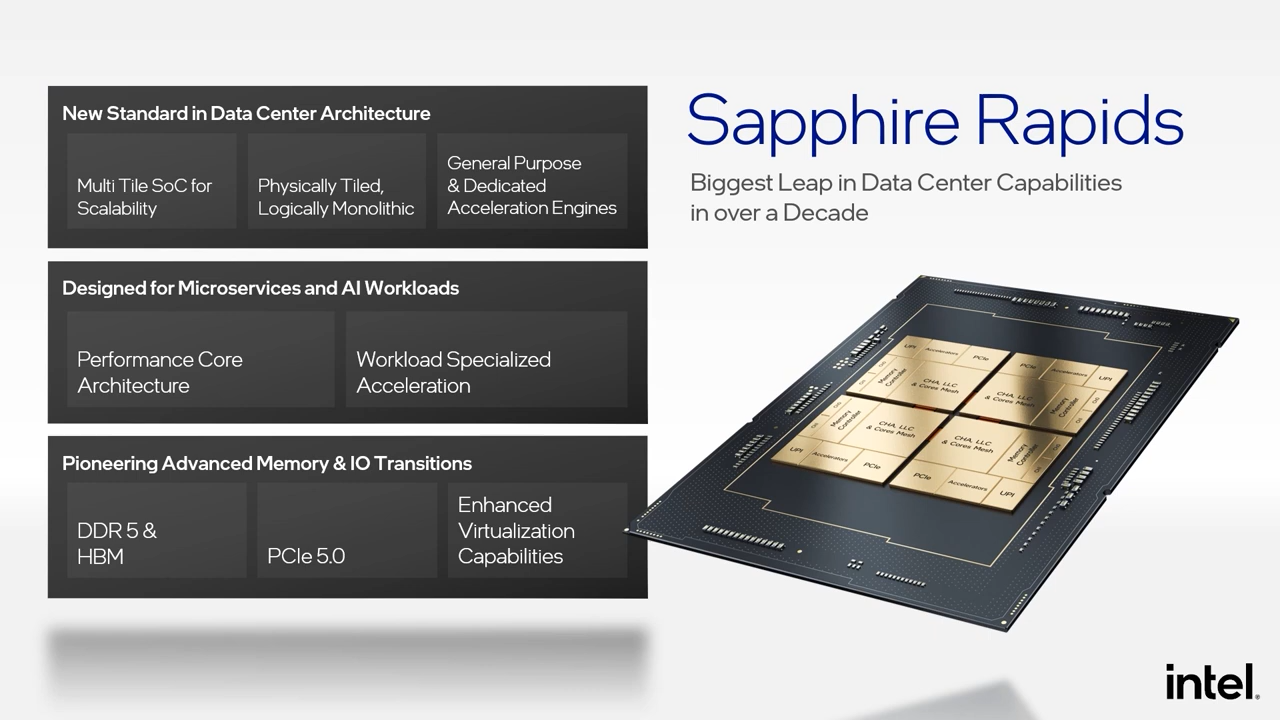 New Standard in Data Center Architecture
Multi Tile SoC for
Scalability
Physically Tiled,
Logically Monolithic
General Purpose
& Dedicated
Acceleration Engines
Designed for Microservices and AI Workloads
Performance Core
Architecture
Workload Specialized
Acceleration
Pioneering Advanced Memory & IO Transitions
DDR 5 &
HBM
PCIe 5.0
Enhanced
Virtualization
Capabilities
Sapphire Rapids
Biggest Leap in Data Center Capabilities
in over a Decade
UPI
Accelerators
PCIe
Memory
Controller
CHA, LLC
& Cores Mesh
PCIe
Accelerators
UPI
CHA, LLC
& Cores Mesh
Memory
Controller
Memory
Controller
CHA, LLC
& Cores Mesh
UPI
Accelerators
PCIe
CHA, LLC
& Cores Mesh
Memory
Controller
PCIe
Accelerators
UPI
intel.